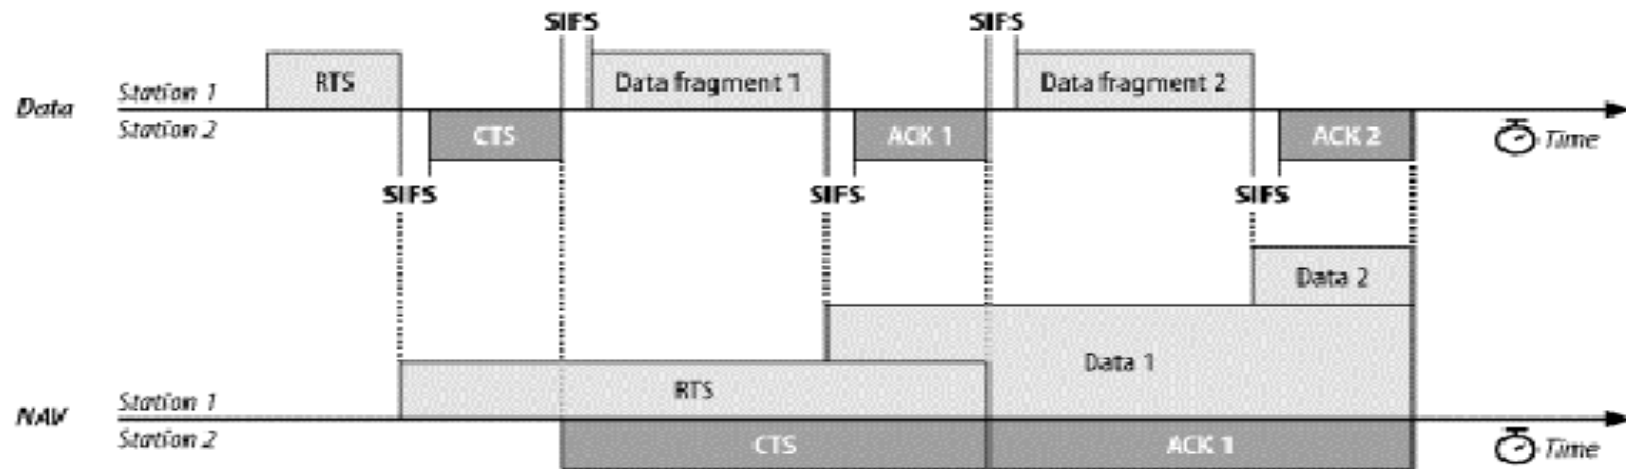 SIFS SIFS
RTS Data fragment 1 Data fragment 2
Station 1
Data
Station 2
CTS ACK 1 ACK 2 Time
SIFS SIFS SIFS
Data 2
Data 1
RTS
Station 1
NAV
Station 2
CTS ACK 1 Time